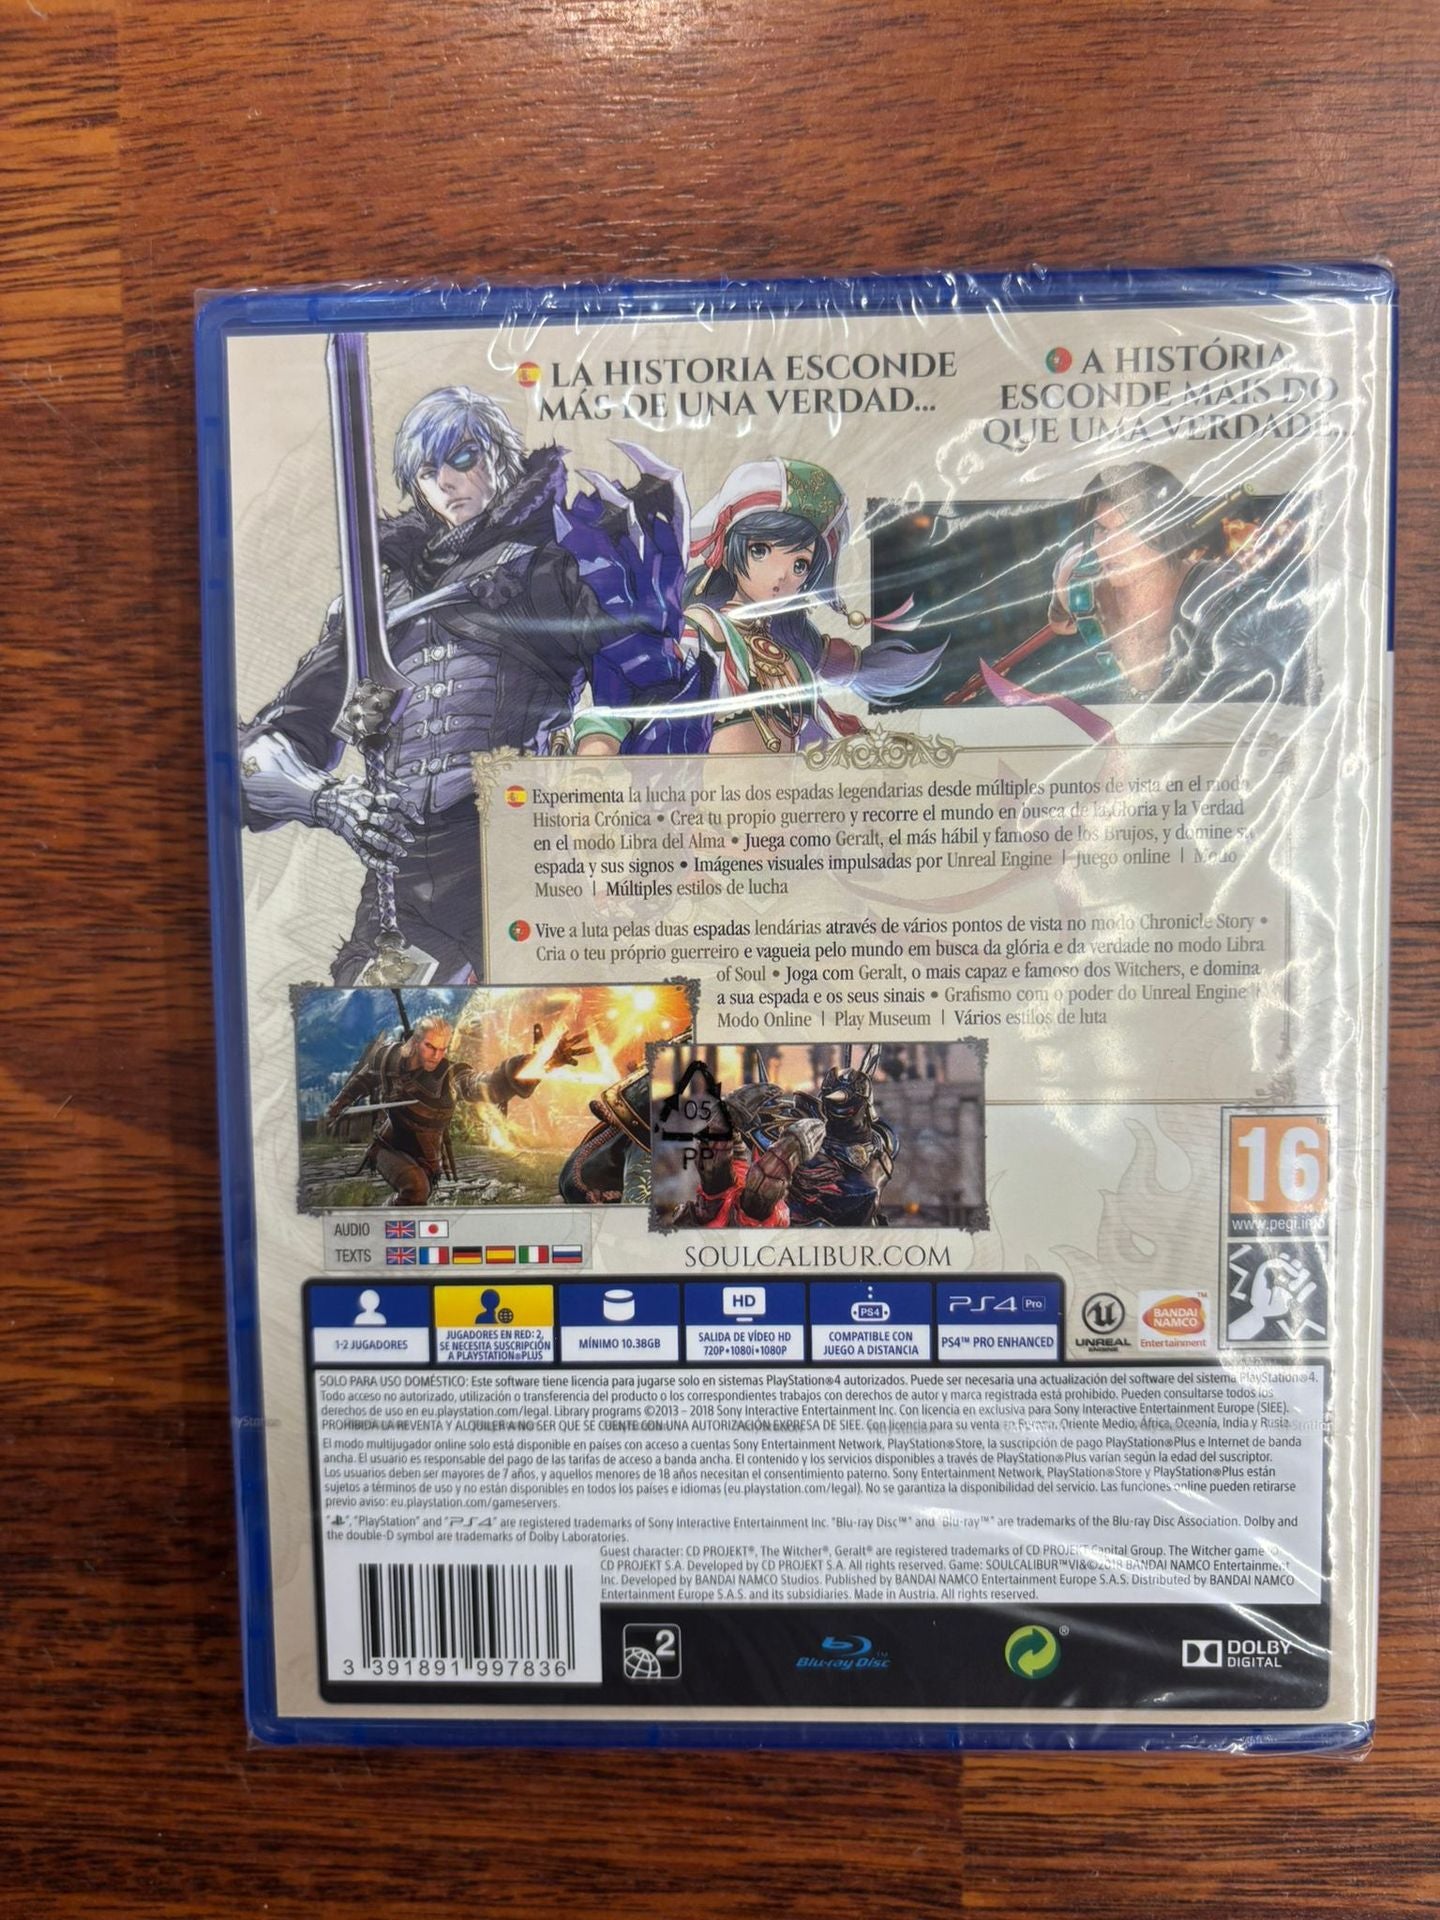 LA HISTORIA ESCONDE
MÁS DE UNA VERDAD...
A HISTÓRIA
ESCONDE MAIS DO
QUE UMA VERDADE...
Experimenta la lucha por las dos espadas legendarias desde múltiples puntos de vista en el modo
Historia Crónica • Crea tu propio guerrero y recorre el mundo en busca de la Gloria y la Verdad
en el modo Libra del Alma • Juega como Geralt, el más hábil y famoso de los Brujos, y domine su
espada y sus signos • Imágenes visuales impulsadas por Unreal Engine | Juego online | Modo
Museo | Múltiples estilos de lucha
Vive a luta pelas duas espadas lendárias através de vários pontos de vista no modo Chronicle Story •
Cria o teu próprio guerreiro e vagueia pelo mundo em busca da glória e da verdade no modo Libra
of Soul • Joga com Geralt, o mais capaz e famoso dos Witchers, e domina
a sua espada e os seus sinais • Grafismo com o poder do Unreal Engine |
Modo Online | Play Museum | Vários estilos de luta
05
PP
16
www.pegi.info
AUDIO
TEXTS
SOULCALIBUR.COM
1-2 JUGADORES
JUGADORES EN RED: 2,
SE NECESITA SUSCRIPCIÓN
A PLAYSTATION®PLUS
MÍNIMO 10.38GB
HD
SALIDA DE VÍDEO HD
720P•1080i•1080P
PS4
COMPATIBLE CON
JUEGO A DISTANCIA
PS4 Pro
PS4™ PRO ENHANCED
UNREAL
ENGINE
BANDAI
NAMCO
Entertainment
SOLO PARA USO DOMÉSTICO: Este software tiene licencia para jugarse solo en sistemas PlayStation®4 autorizados. Puede ser necesaria una actualización del software del sistema PlayStation®4.
Todo acceso no autorizado, utilización o transferencia del producto o los correspondientes trabajos con derechos de autor y marca registrada está prohibido. Pueden consultarse todos los
derechos de uso en eu.playstation.com/legal. Library programs ©2013 - 2018 Sony Interactive Entertainment Inc. Con licencia en exclusiva para Sony Interactive Entertainment Europe (SIEE).
PROHIBIDA LA REVENTA Y ALQUILER A NO SER QUE SE CUENTE CON UNA AUTORIZACIÓN EXPRESA DE SIEE. Con licencia para su venta en Europa, Oriente Medio, África, Oceanía, India y Rusia.
El modo multijugador online solo está disponible en países con acceso a cuentas Sony Entertainment Network, PlayStation®Store, la suscripción de pago PlayStation®Plus e Internet de banda
ancha. El usuario es responsable del pago de las tarifas de acceso a banda ancha. El contenido y los servicios disponibles a través de PlayStation®Plus varían según la edad del suscriptor.
Los usuarios deben ser mayores de 7 años, y aquellos menores de 18 años necesitan el consentimiento paterno. Sony Entertainment Network, PlayStation®Store y PlayStation®Plus están
sujetos a términos de uso y no están disponibles en todos los países e idiomas (eu.playstation.com/legal). No se garantiza la disponibilidad del servicio. Las funciones online pueden retirarse
previo aviso: eu.playstation.com/gameservers.
"", "PlayStation" and "PS4" are registered trademarks of Sony Interactive Entertainment Inc. "Blu-ray Disc™" and "Blu-ray™" are trademarks of the Blu-ray Disc Association. Dolby and
the double-D symbol are trademarks of Dolby Laboratories.
Guest character: CD PROJEKT®, The Witcher®, Geralt® are registered trademarks of CD PROJEKT Capital Group. The Witcher game ©
CD PROJEKT S.A. Developed by CD PROJEKT S.A. All rights reserved. Game: SOULCALIBUR™VI&©2018 BANDAI NAMCO Entertainment
Inc. Developed by BANDAI NAMCO Studios. Published by BANDAI NAMCO Entertainment Europe S.A.S. Distributed by BANDAI NAMCO
Entertainment Europe S.A.S. and its subsidiaries. Made in Austria. All rights reserved.
3 391891 997836
2
Blu-ray Disc
DOLBY
DIGITAL